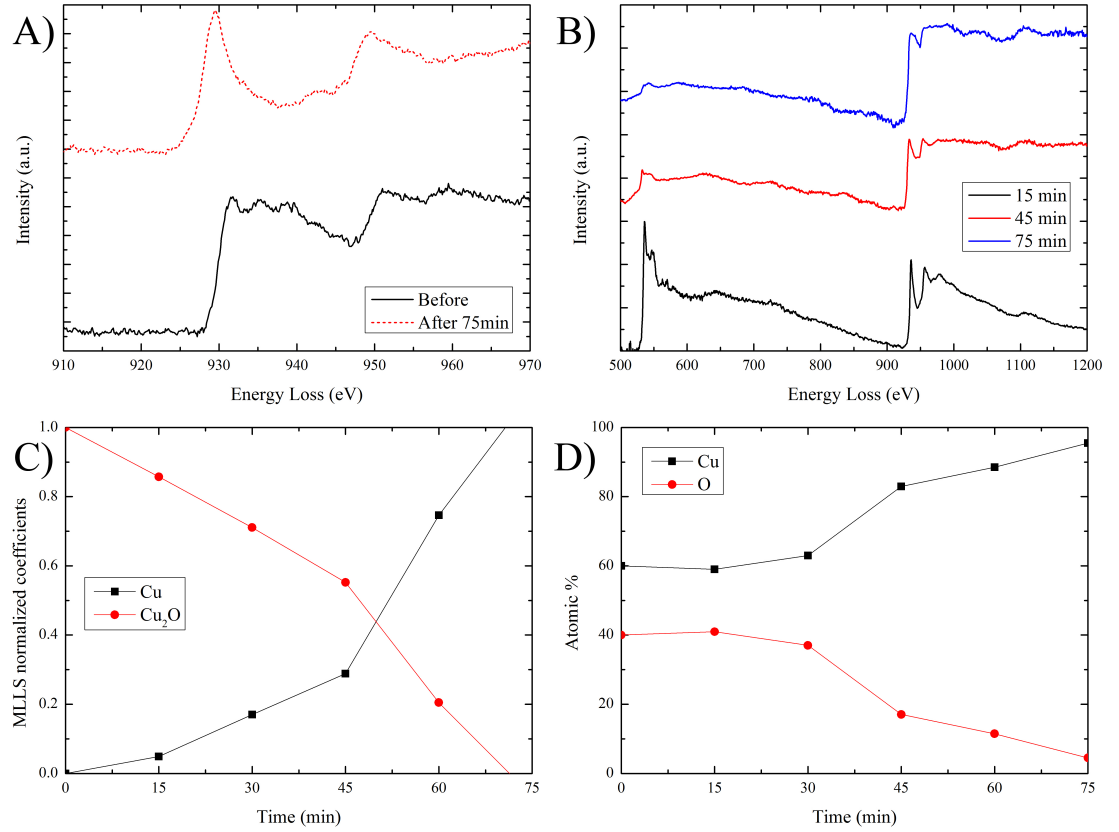 A)
Intensity (a.u.)
Before
After 75min
910 920 930 940 950 960 970
Energy Loss (eV)
B)
Intensity (a.u.)
15 min
45 min
75 min
500 600 700 800 900 1000 1100 1200
Energy Loss (eV)
C)
MLLS normalized coefficients
1.0
0.8
0.6
0.4
0.2
0.0
Cu
Cu₂O
0 15 30 45 60 75
Time (min)
D)
Atomic %
100
80
60
40
20
0
Cu
O
0 15 30 45 60 75
Time (min)